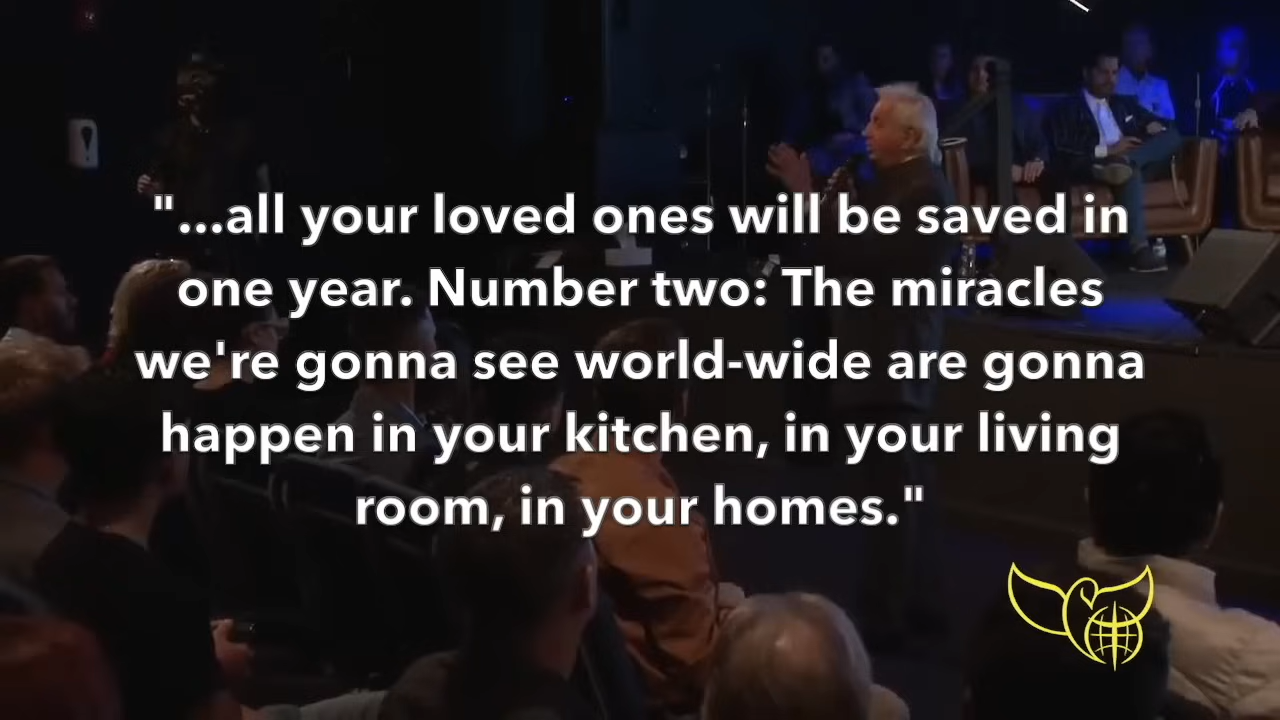 "...all your loved ones will be saved in
one year. Number two: The miracles
we're gonna see world-wide are gonna
happen in your kitchen, in your living
room, in your homes."